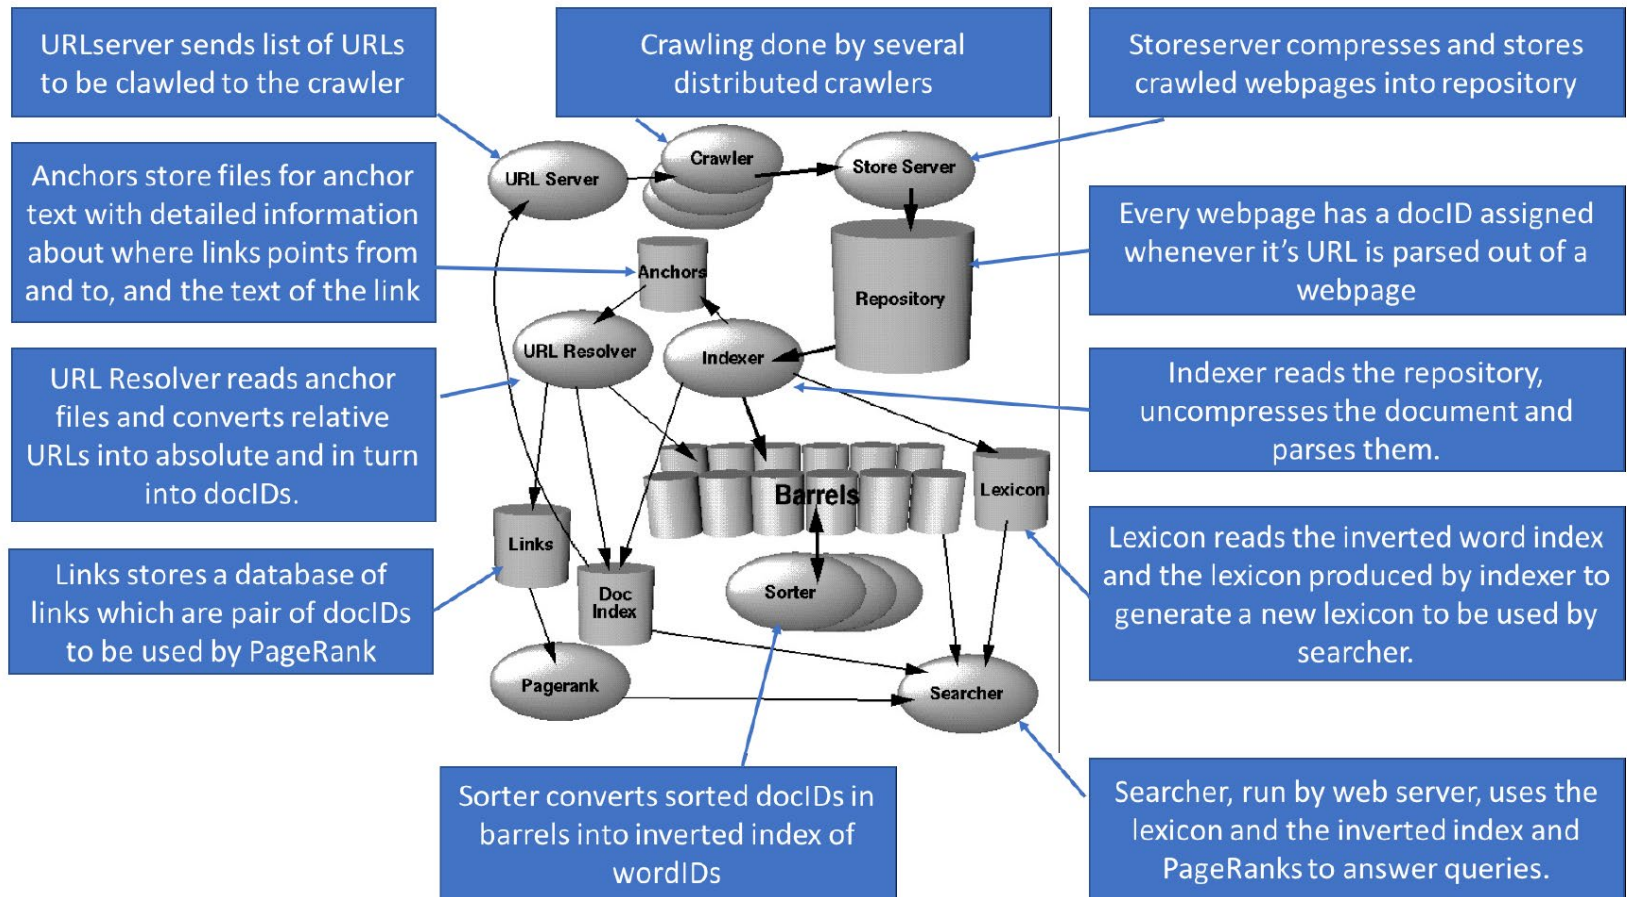 URLserver sends list of URLs
to be clawled to the crawler
Crawling done by several
distributed crawlers
Storeserver compresses and stores
crawled webpages into repository
Anchors store files for anchor
text with detailed information
about where links points from
and to, and the text of the link
Every webpage has a docID assigned
whenever it's URL is parsed out of a
webpage
URL Resolver reads anchor
files and converts relative
URLs into absolute and in turn
into docIDs.
Indexer reads the repository,
uncompresses the document and
parses them.
Links stores a database of
links which are pair of docIDs
to be used by PageRank
Lexicon reads the inverted word index
and the lexicon produced by indexer to
generate a new lexicon to be used by
searcher.
Sorter converts sorted docIDs in
barrels into inverted index of
wordIDs
Searcher, run by web server, uses the
lexicon and the inverted index and
PageRanks to answer queries.
URL Server
Crawler
Store Server
Anchors
Repository
URL Resolver
Indexer
Barrels
Lexicon
Links
Doc
Index
Sorter
Pagerank
Searcher